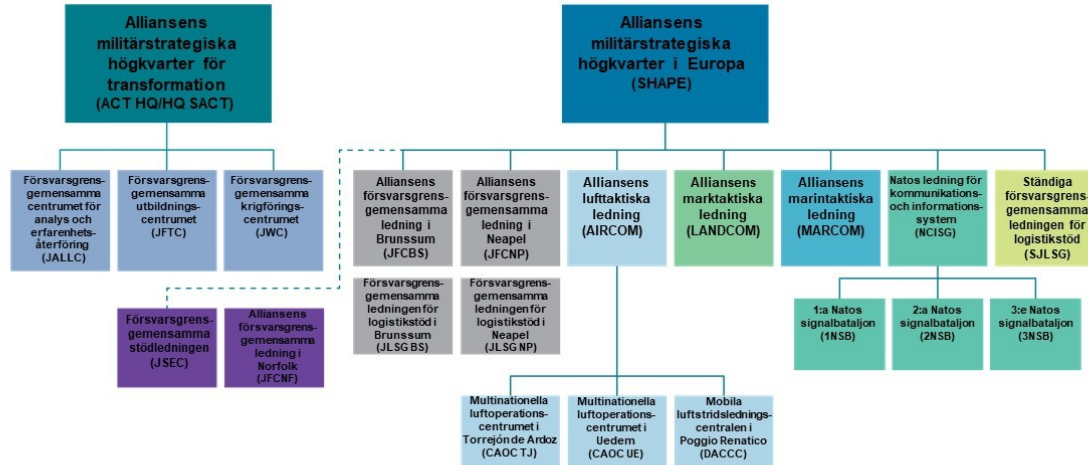 Alliansens
militärstrategiska
högkvarter för
transformation
(ACT HQ/HQ SACT)
Alliansens
militärstrategiska
högkvarter i Europa
(SHAPE)
Försvarsgrens-
gemensamma
centrumet för
analys och
erfarenhets-
återföring
(JALLC)
Försvarsgrens-
gemensamma
utbildnings-
centrumet
(JFTC)
Försvarsgrens-
gemensamma
krigförings-
centrumet
(JWC)
Alliansens
försvarsgrens-
gemensamma
ledning i
Brunssum
(JFCBS)
Alliansens
försvarsgrens-
gemensamma
ledning i
Neapel
(JFCNP)
Alliansens
lufttaktiska
ledning
(AIRCOM)
Alliansens
marktaktiska
ledning
(LANDCOM)
Alliansens
marintaktiska
ledning
(MARCOM)
Natos ledning för
kommunikations-
och informations-
system
(NCISG)
Ständiga
försvarsgrens-
gemensamma
ledningen för
logistikstöd
(SJLSG)
Försvarsgrens-
gemensamma
stödledningen
(JSEC)
Alliansens
försvarsgrens-
gemensamma
ledning i
Norfolk
(JFCNF)
Försvarsgrens-
gemensamma
ledningen för
logistikstöd i
Brunssum
(JLSG BS)
Försvarsgrens-
gemensamma
ledningen för
logistikstöd i
Neapel
(JLSG NP)
1:a Natos
signalbataljon
(1NSB)
2:a Natos
signalbataljon
(2NSB)
3:e Natos
signalbataljon
(3NSB)
Multinationella
luftoperations-
centrumet i
Torrejón de Ardoz
(CAOC TJ)
Multinationella
luftoperations-
centrumet i
Uedem
(CAOC UE)
Mobila
luftstridslednings-
centralen i
Poggio Renatico
(DACCC)